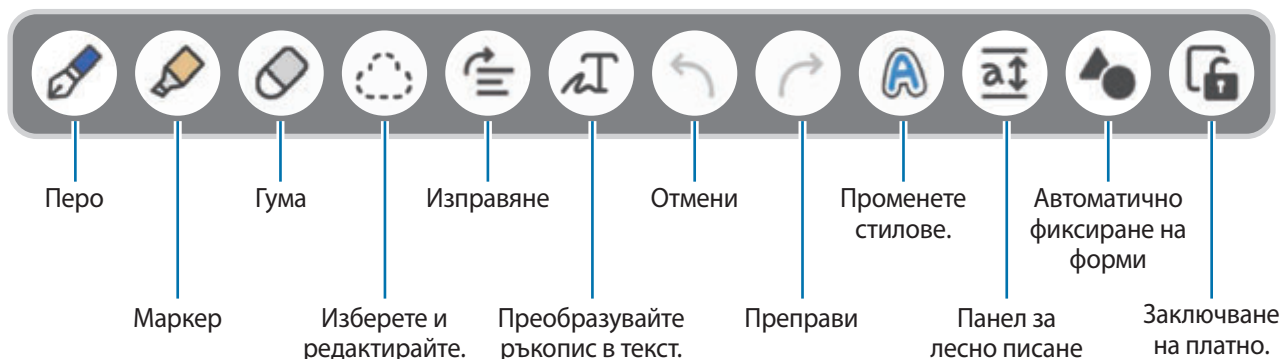 Перо
Гума
Изправяне
Отмени
Променете
стилове.
Автоматично
фиксиране на
форми
Маркер
Изберете и
редактирайте.
Преобразувайте
ръкопис в текст.
Преправи
Панел за
лесно писане
Заключване
на платно.